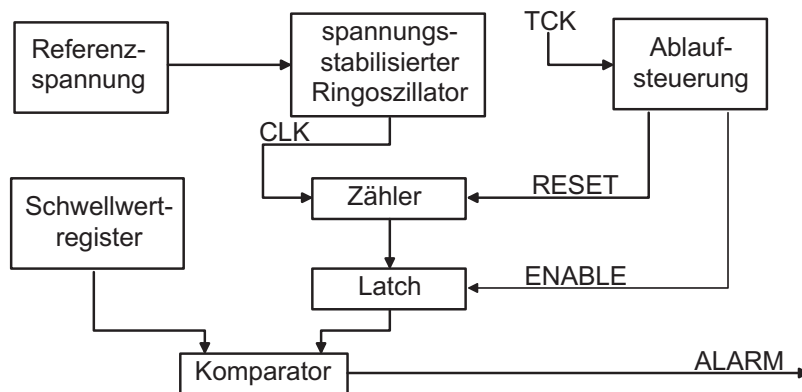 Referenz-
spannung
spannungs-
stabilisierter
Ringoszillator
TCK
Ablauf-
steuerung
CLK
Schwellwert-
register
Zähler
RESET
Latch
ENABLE
Komparator
ALARM